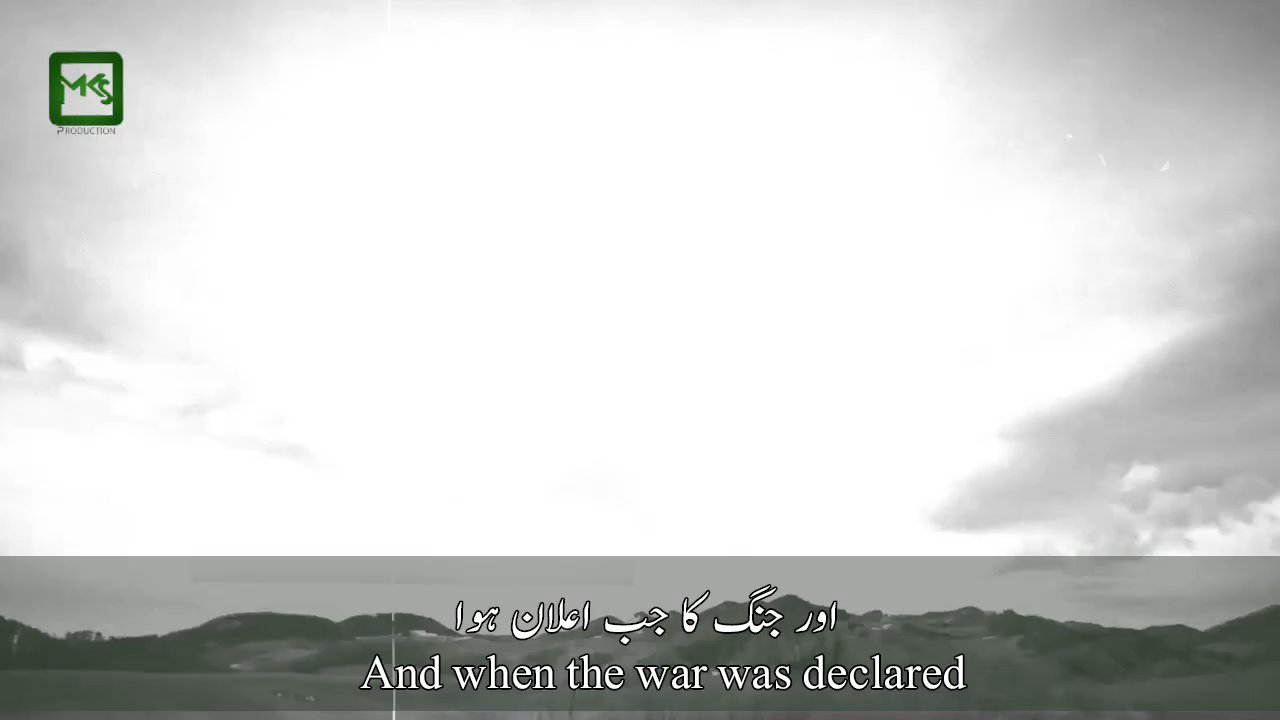 MKS
PRODUCTION
اور جنگ کا جب اعلان ہوا
And when the war was declared